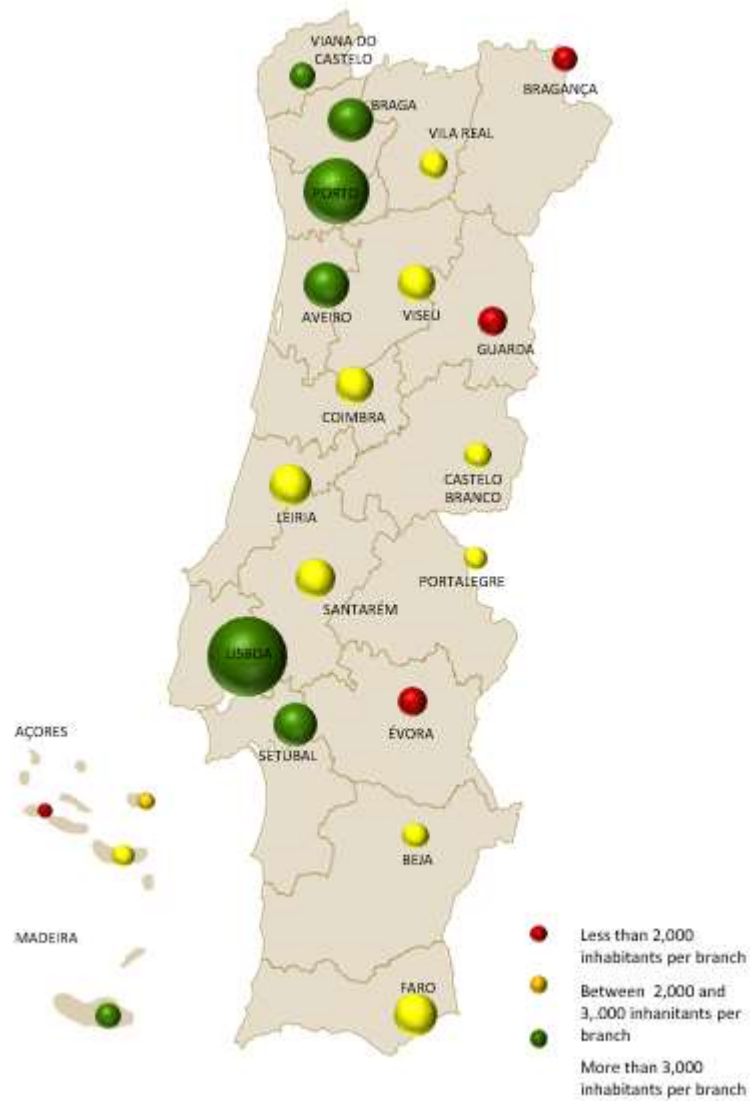 VIANA DO
CASTELO
BRAGANÇA
BRAGA
VILA REAL
PORTO
AVEIRO
VISEU
GUARDA
COIMBRA
CASTELO
BRANCO
LEIRIA
PORTALEGRE
SANTARÉM
LISBOA
ÉVORA
AÇORES
SETUBAL
BEJA
MADEIRA
FARO
Less than 2,000
inhabitants per branch
Between 2,000 and
3,.000 inhanitants per
branch
More than 3,000
inhabitants per branch